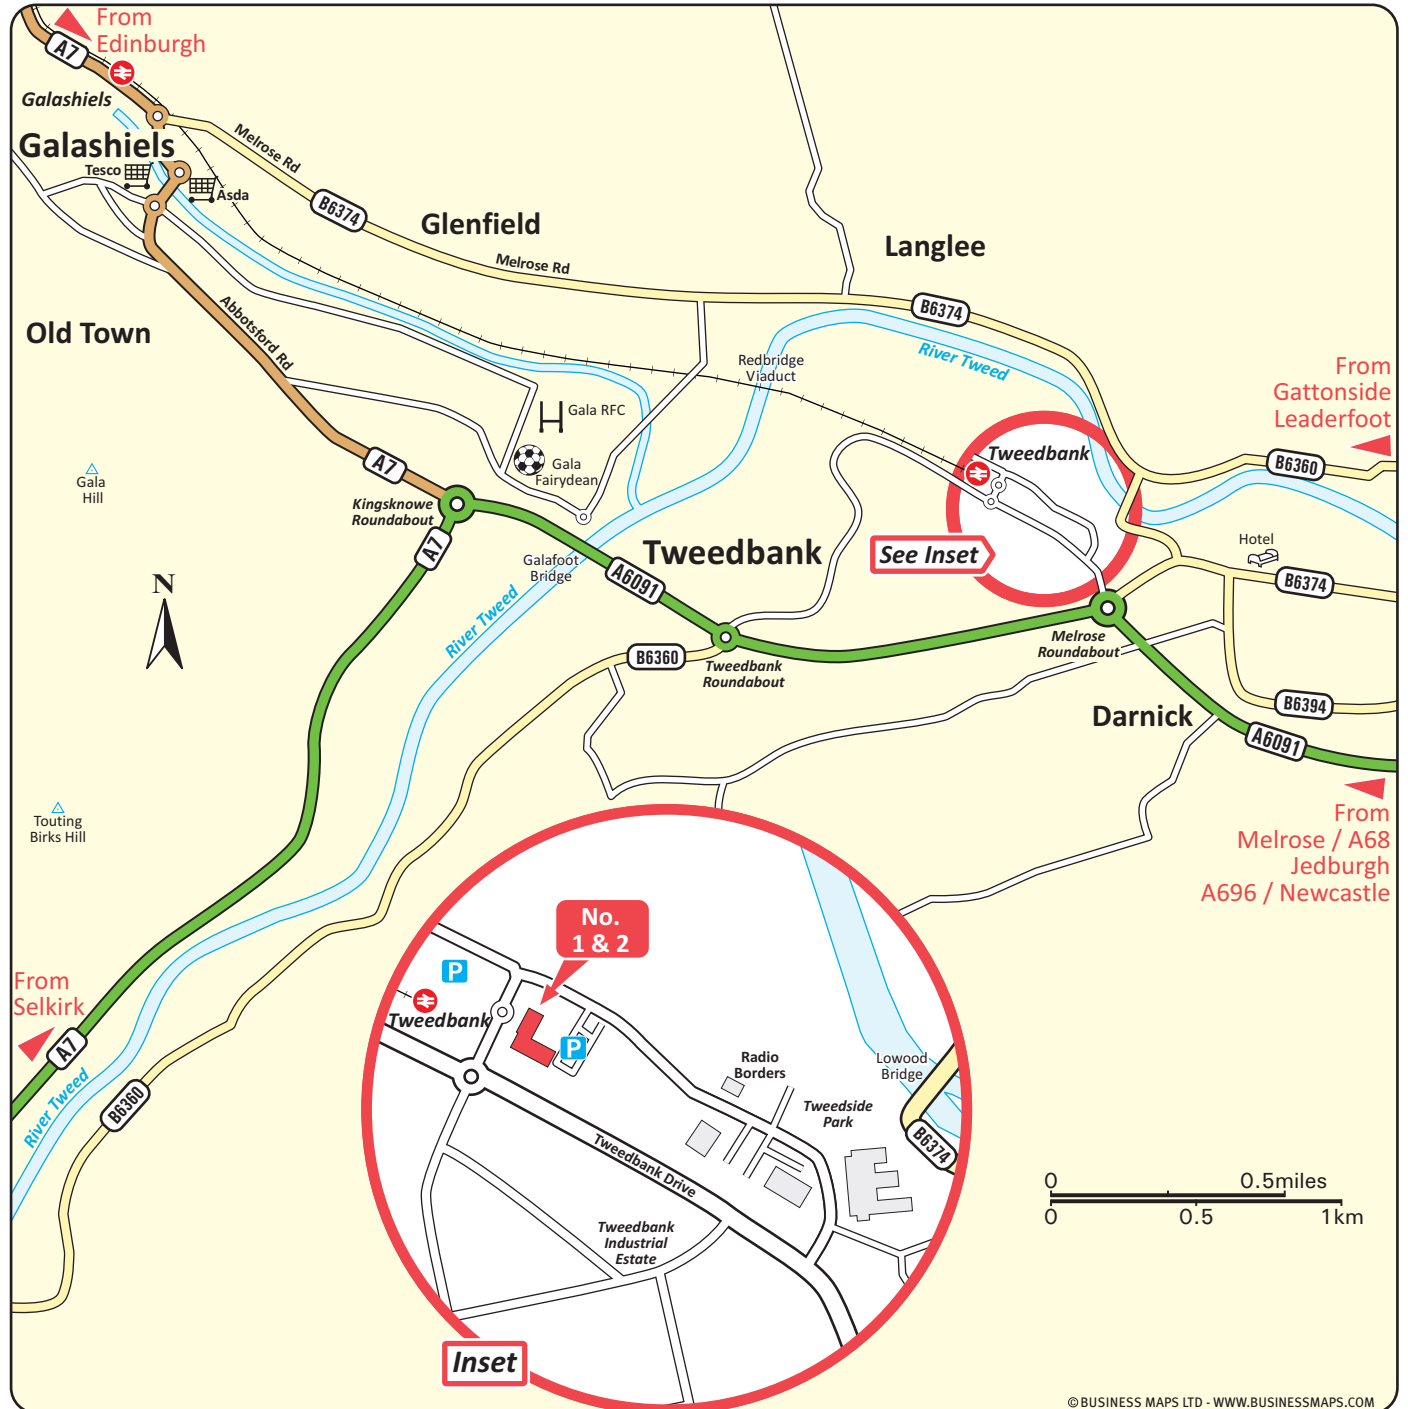 From
Edinburgh
A7
Galashiels
Galashiels
Tesco
Asda
Melrose Rd
B6374
Glenfield
Melrose Rd
Langlee
B6374
River Tweed
Old Town
Abbotsford Rd
Redbridge
Viaduct
From
Gattonside
Leaderfoot
Gala RFC
Gala
Fairydean
Tweedbank
B6360
A7
Gala
Hill
Kingsknowe
Roundabout
A7
Galafoot
Bridge
Tweedbank
See Inset
Hotel
A6091
B6374
N
River Tweed
B6360
Tweedbank
Roundabout
Melrose
Roundabout
B6394
Darnick
A6091
Touting
Birks Hill
From
Melrose / A68
Jedburgh
A696 / Newcastle
No.
1 & 2
P
From
Selkirk
Tweedbank
A7
P
Radio
Borders
Lowood
Bridge
Tweedside
Park
River Tweed
B6360
B6374
Tweedbank Drive
0 0.5miles
0 0.5 1km
Tweedbank
Industrial
Estate
Inset
© BUSINESS MAPS LTD - WWW.BUSINESSMAPS.COM